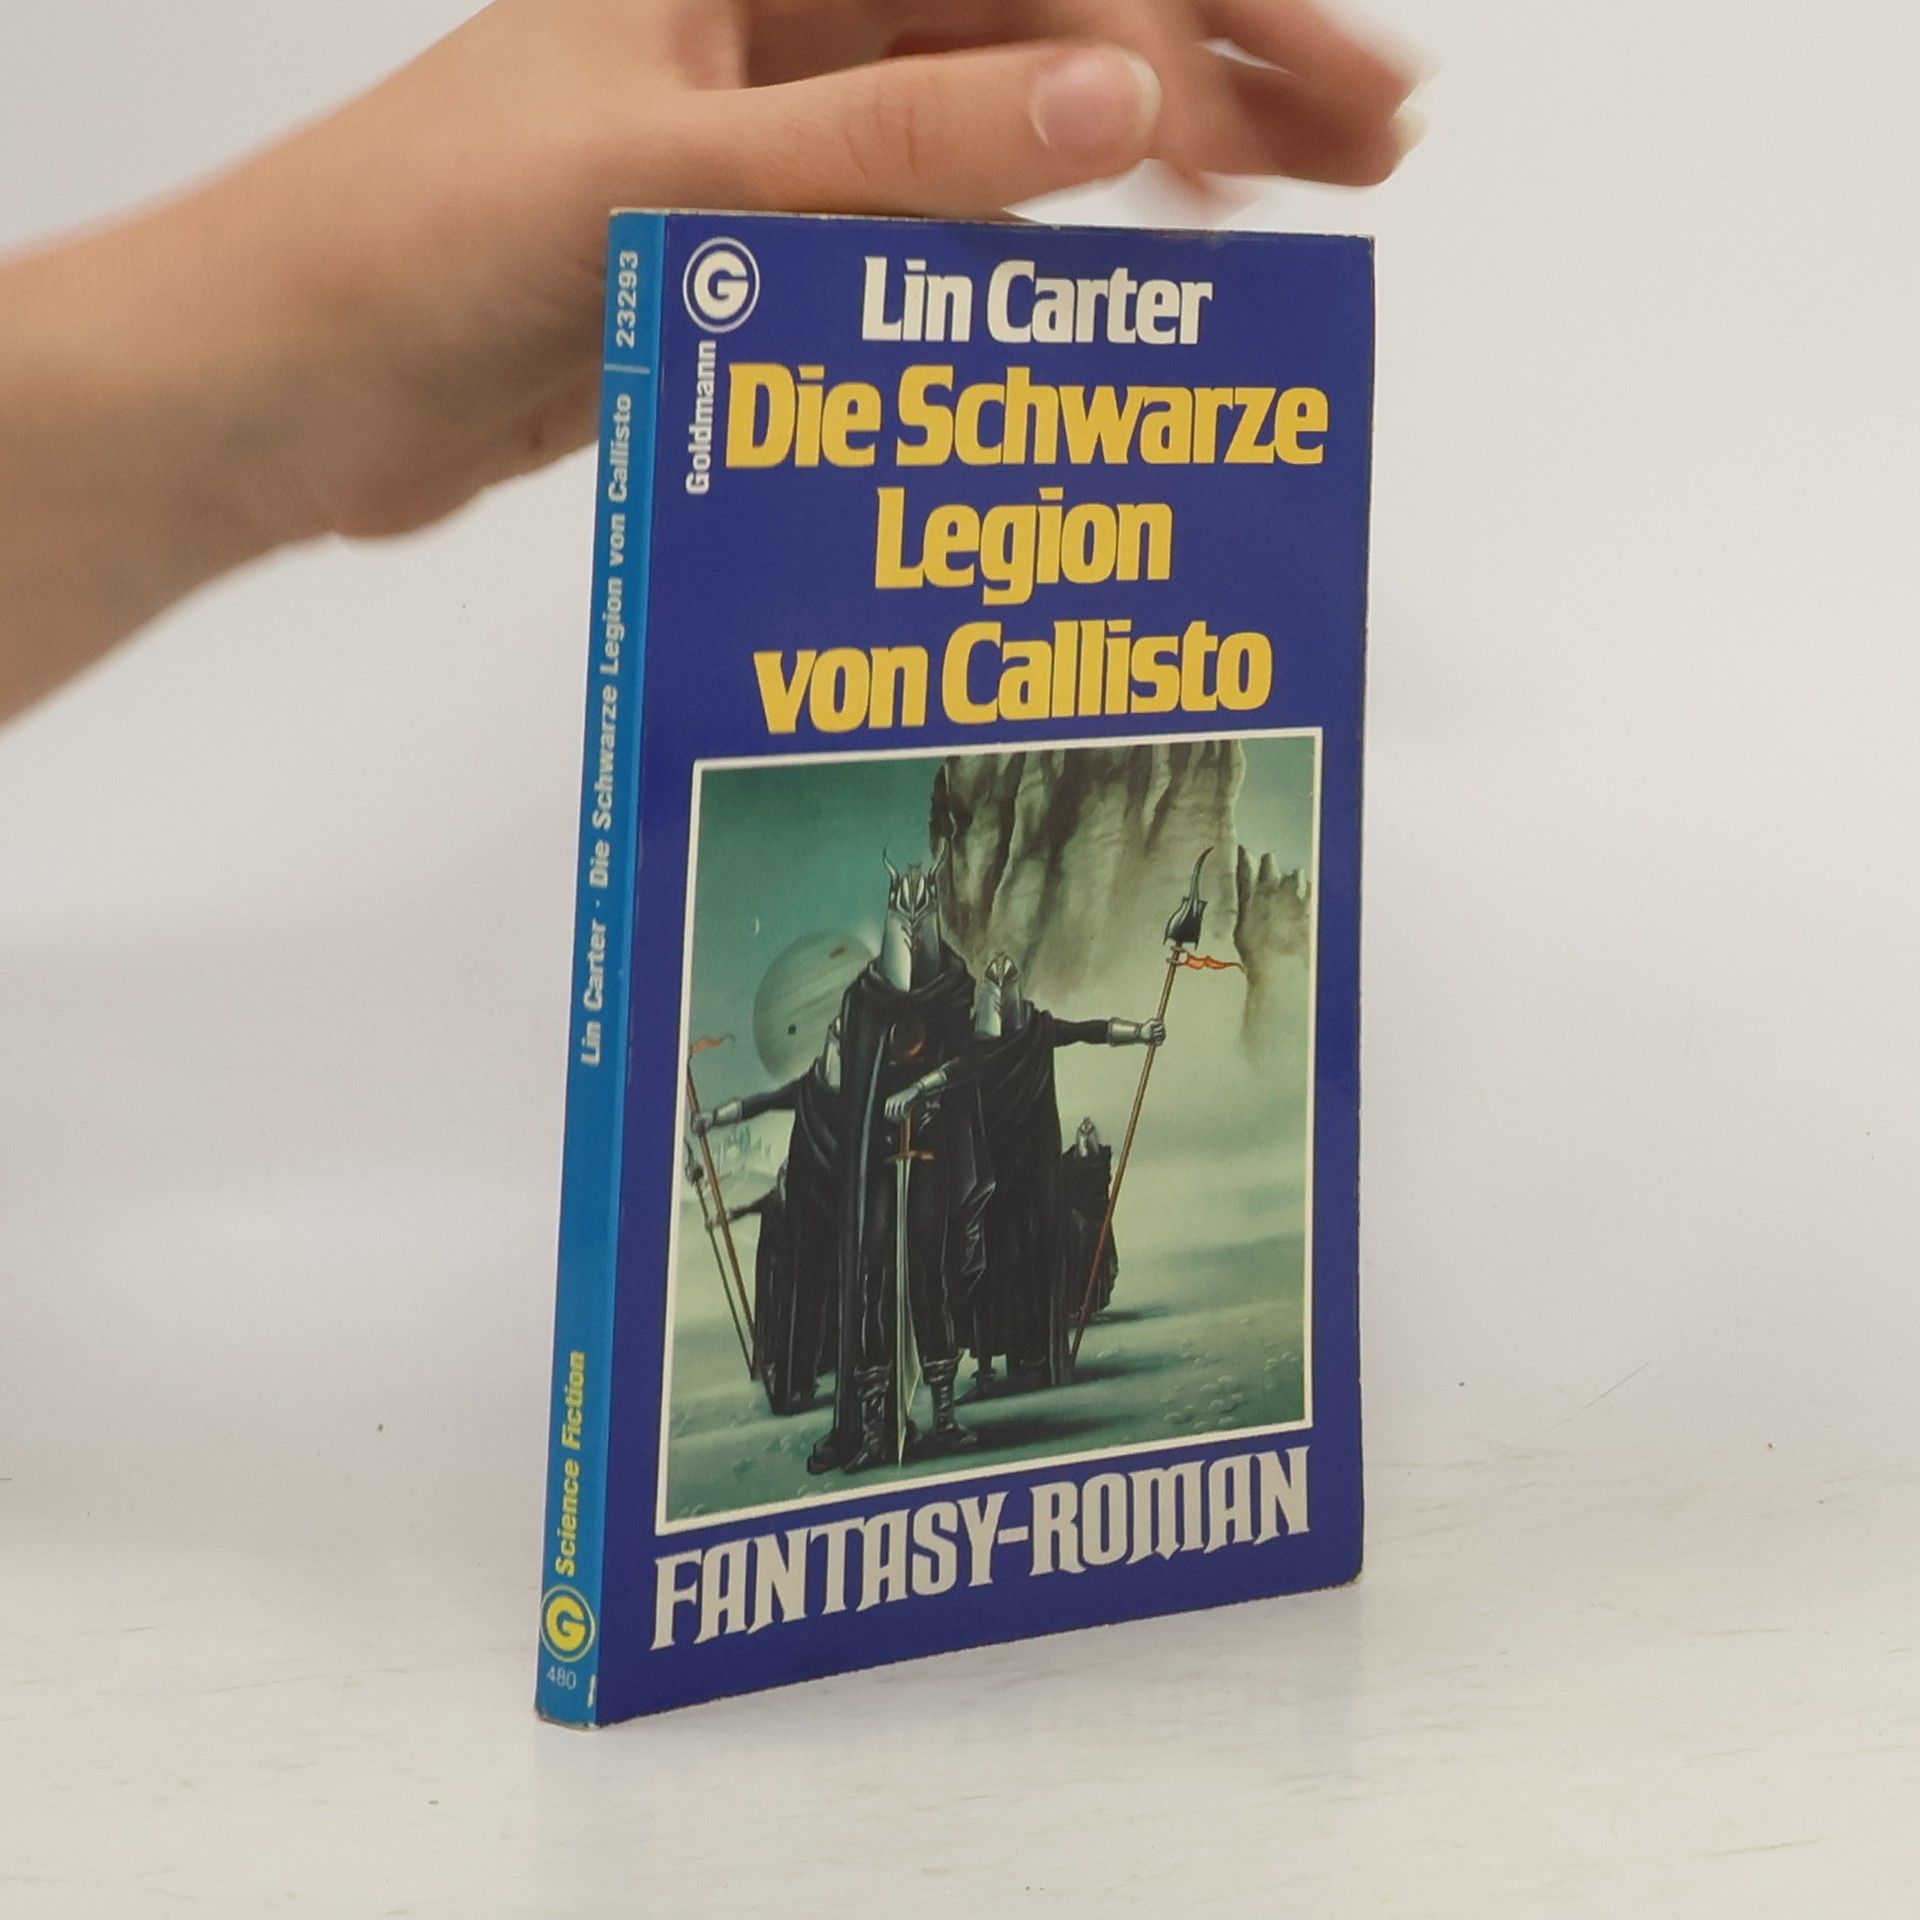 G
Goldmann
Lin Carter
Die Schwarze
Legion
von Callisto
FANTASY-ROMAN
23293
Lin Carter · Die Schwarze Legion von Callisto
Science Fiction
G
480